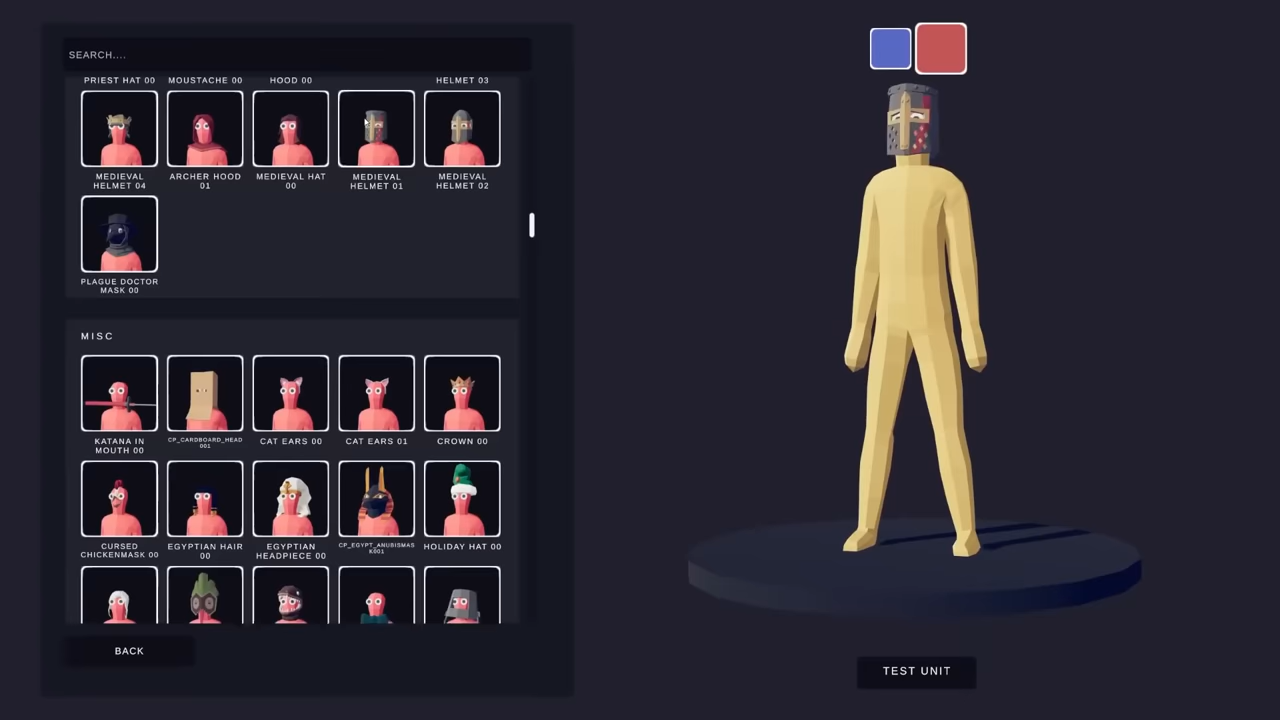 SEARCH....
PRIEST HAT 00
MOUSTACHE 00
HOOD 00
HELMET 03
MEDIEVAL
HELMET 04
ARCHER HOOD
01
MEDIEVAL HAT
00
MEDIEVAL
HELMET 01
MEDIEVAL
HELMET 02
PLAGUE DOCTOR
MASK 00
MISC
KATANA IN
MOUTH 00
CP_CARDBOARD_HEAD
001
CAT EARS 00
CAT EARS 01
CROWN 00
CURSED
CHICKENMASK 00
EGYPTIAN HAIR
00
EGYPTIAN
HEADPIECE 00
CP_EGYPT_ANUBISMAS
K001
HOLIDAY HAT 00
BACK
TEST UNIT